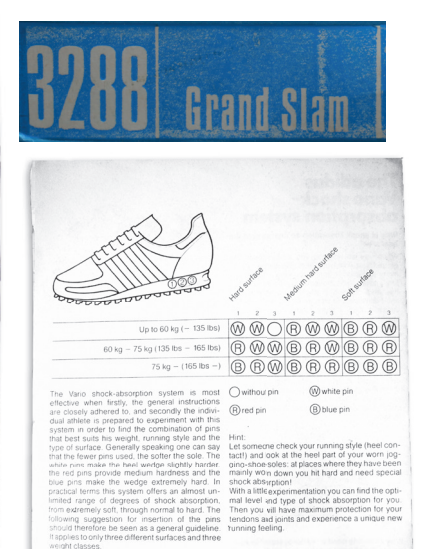 3288 Grand Slam
1 2 3
Hard surface Medium hard surface Soft surface
1 2 3 1 2 3 1 2 3
Up to 60 kg (– 135 lbs) W W R W W B R W
60 kg – 75 kg (135 lbs – 165 lbs) R W W R R W B R R
75 kg – (165 lbs –) R R W B R R B B B
without pin W white pin
R red pin B blue pin
The Vario shock-absorption system is most
effective when firstly, the general instructions
are closely adhered to, and secondly the indivi-
dual athlete is prepared to experiment with this
system in order to find the combination of pins
that best suits his weight, running style and the
type of surface. Generally speaking one can say
that the fewer pins used, the softer the sole. The
white pins make the heel wedge slightly harder,
the red pins provide medium hardness and the
blue pins make the wedge extremely hard. In
practical terms this system offers an almost un-
limited range of degrees of shock absorption,
from extremely soft, through normal to hard. The
following suggestion for insertion of the pins
should therefore be seen as a general guideline.
It applies to only three different surfaces and three
weight classes.
Hint:
Let someone check your running style (heel con-
tact!) and ook at the heel part of your worn jog-
ging-shoe-soles: at places where they have been
mainly worn down you hit hard and need special
shock absorption!
With a little experimentation you can find the opti-
mal level and type of shock absorption for you.
Then you will have maximum protection for your
tendons and joints and experience a unique new
running feeling.